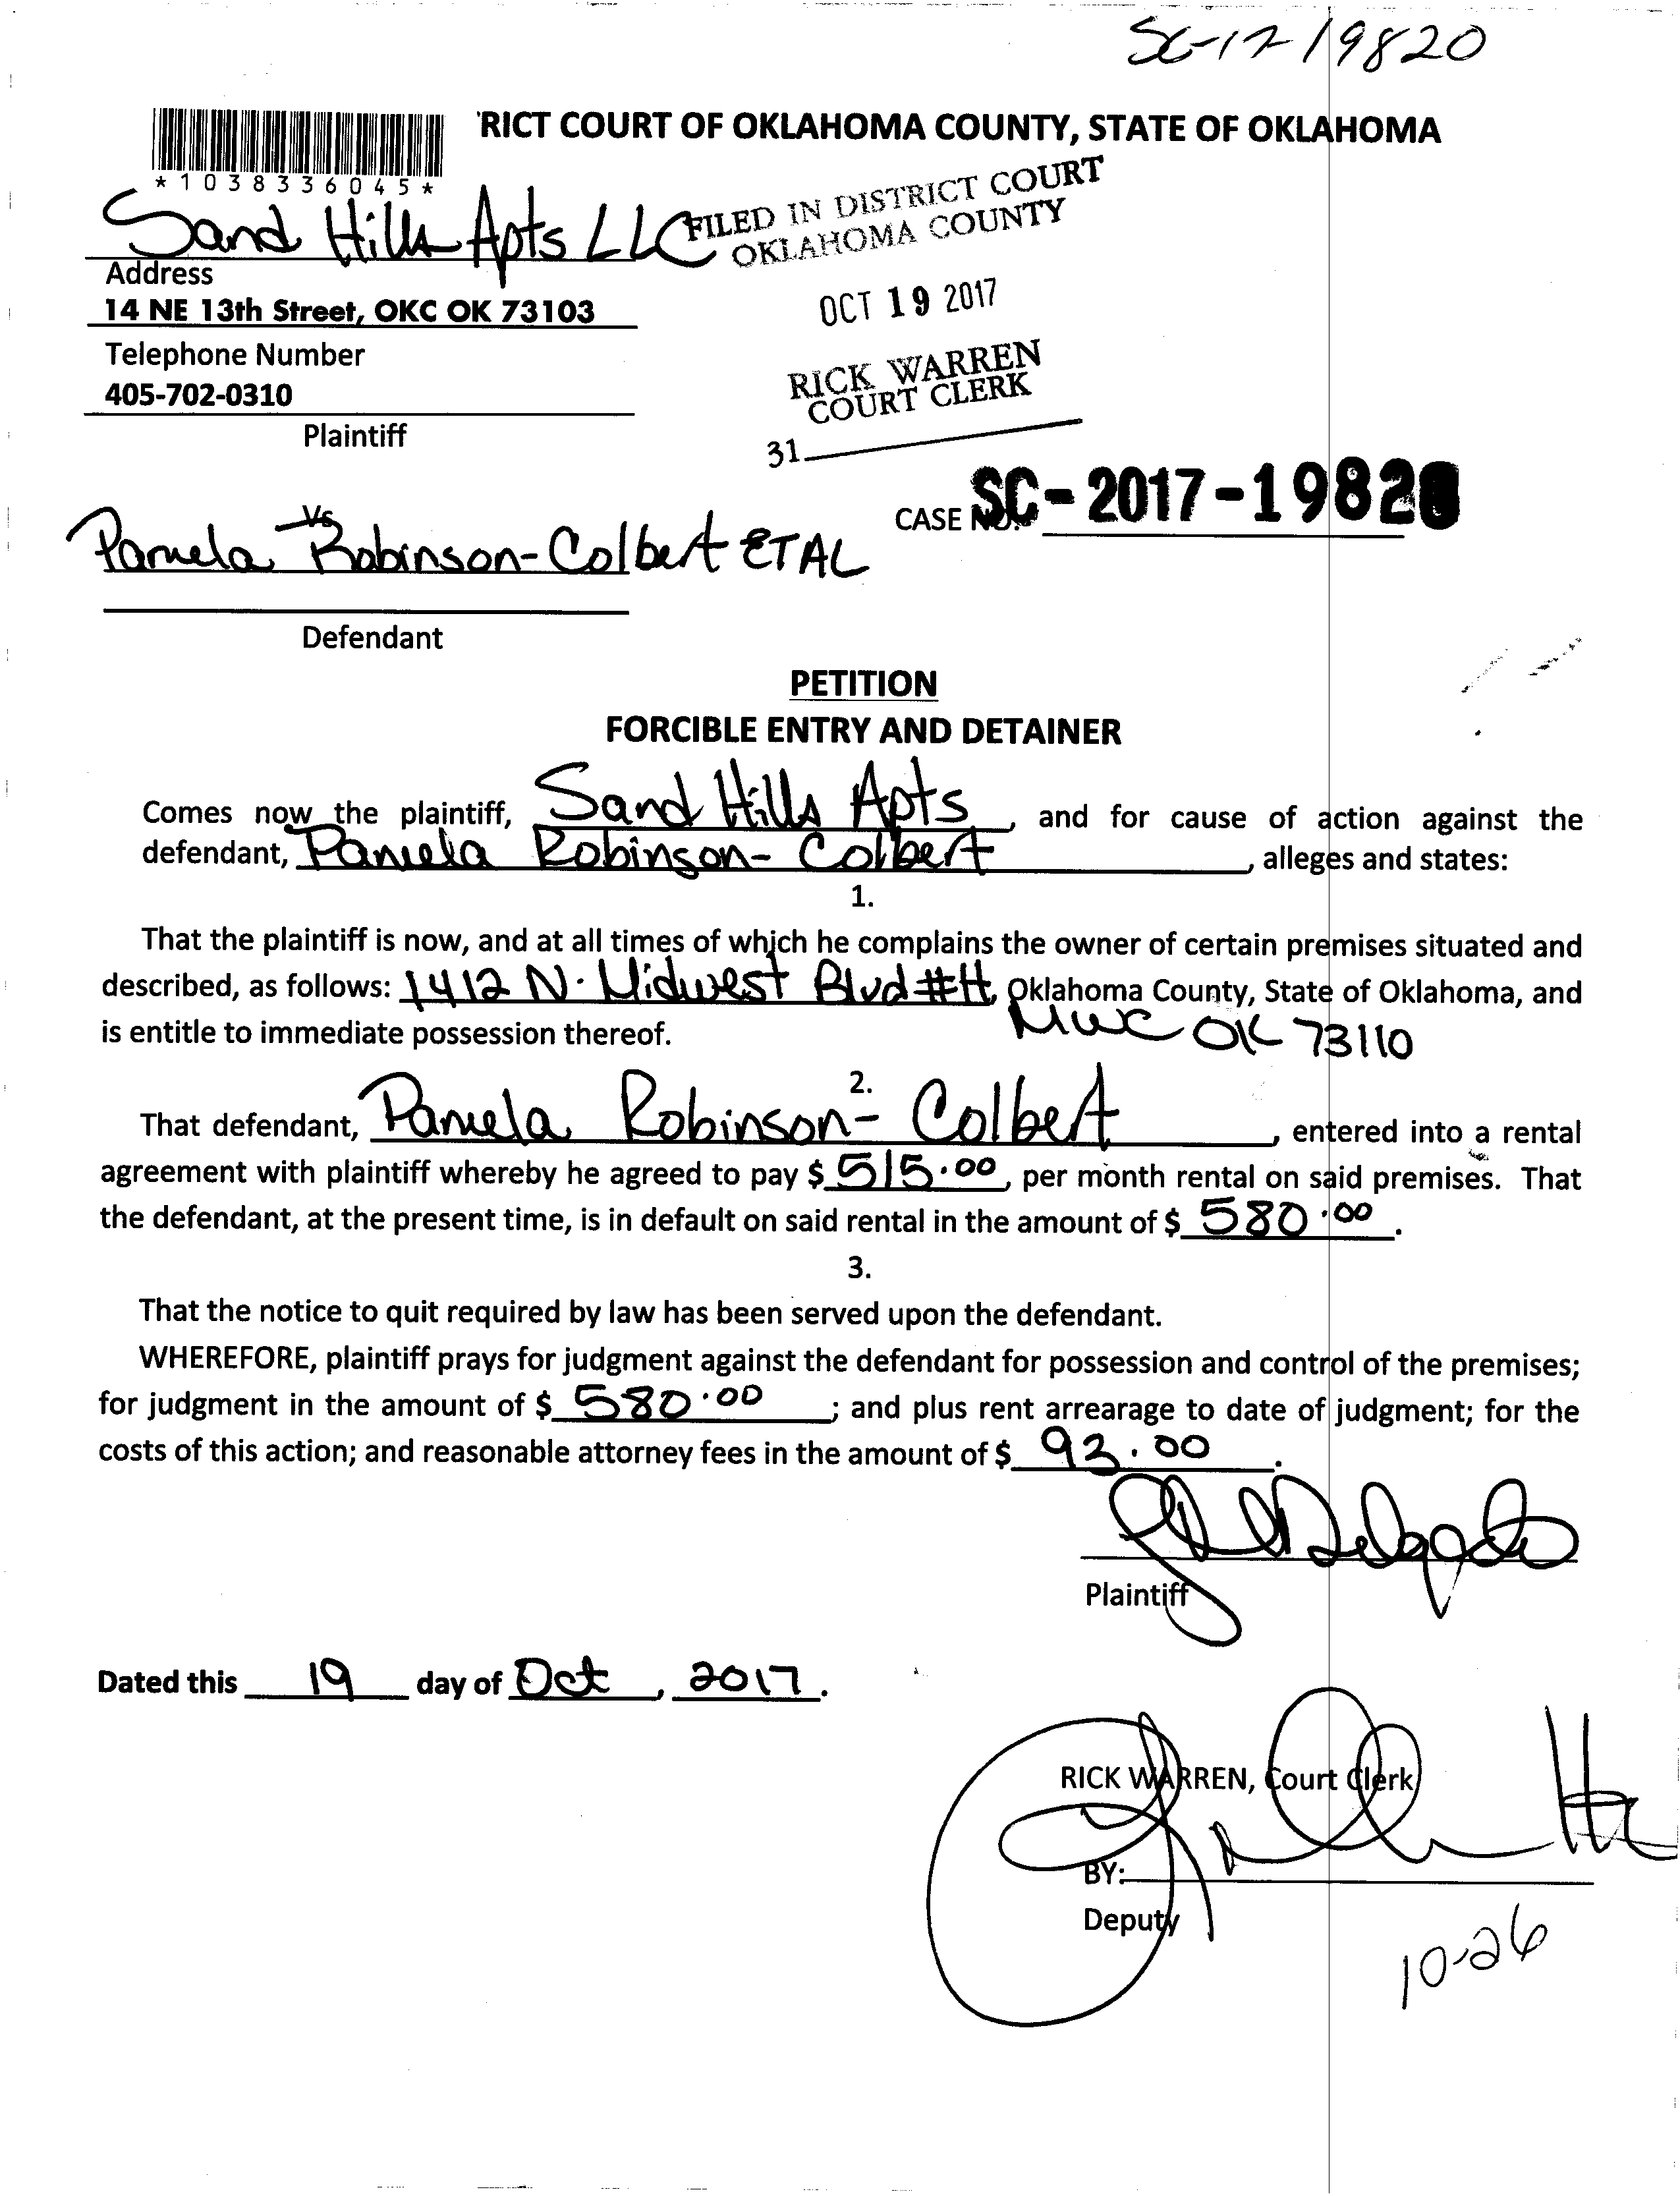 SC-17-19820
'RICT COURT OF OKLAHOMA COUNTY, STATE OF OKLAHOMA
*1038336045*
Sand Hills Apts LLC
FILED IN DISTRICT COURT
OKLAHOMA COUNTY
Address
14 NE 13th Street, OKC OK 73103
OCT 19 2017
Telephone Number
405-702-0310
RICK WARREN
COURT CLERK
Plaintiff
31
CASE NO. SC-2017-19820
Vs
Pamela Robinson-Colbert ETAL
Defendant
PETITION
FORCIBLE ENTRY AND DETAINER
Comes now the plaintiff, Sand Hills Apts, and for cause of action against the
defendant, Pamela Robinson-Colbert, alleges and states:
1.
That the plaintiff is now, and at all times of which he complains the owner of certain premises situated and
described, as follows: 1412 N. Midwest Blvd #H, Oklahoma County, State of Oklahoma, and
is entitle to immediate possession thereof. MWC OK 73110
2.
That defendant, Pamela Robinson-Colbert, entered into a rental
agreement with plaintiff whereby he agreed to pay $ 515.00, per month rental on said premises. That
the defendant, at the present time, is in default on said rental in the amount of $ 580.00.
3.
That the notice to quit required by law has been served upon the defendant.
WHEREFORE, plaintiff prays for judgment against the defendant for possession and control of the premises;
for judgment in the amount of $ 580.00; and plus rent arrearage to date of judgment; for the
costs of this action; and reasonable attorney fees in the amount of $ 93.00.
Delgado
Plaintiff
Dated this 19 day of Oct, 2017.
RICK WARREN, Court Clerk
BY:
Deputy
10-26